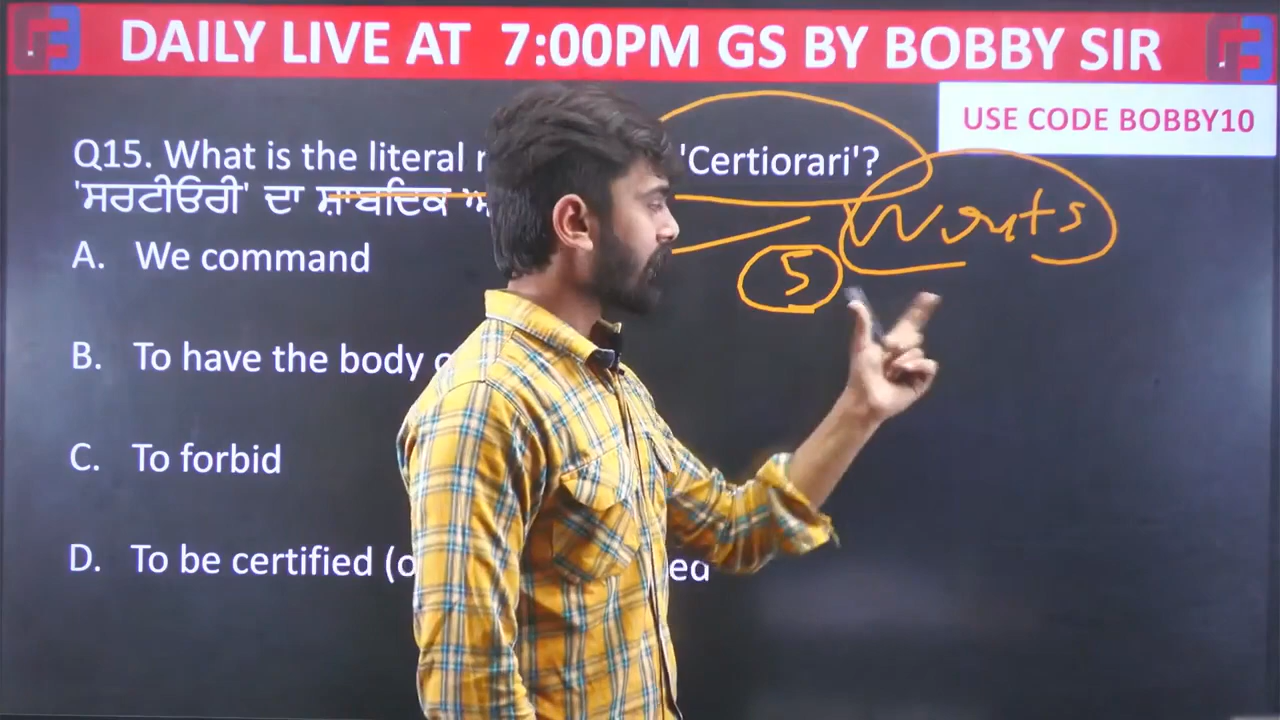 DAILY LIVE AT 7:00PM GS BY BOBBY SIR
USE CODE BOBBY10
Q15. What is the literal 'Certiorari'?
'ਸਰਟੀਓਰੀ' ਦਾ ਸ਼ਾਬਦਿਕ
Writs
5
A. We command
B. To have the body
C. To forbid
D. To be certified